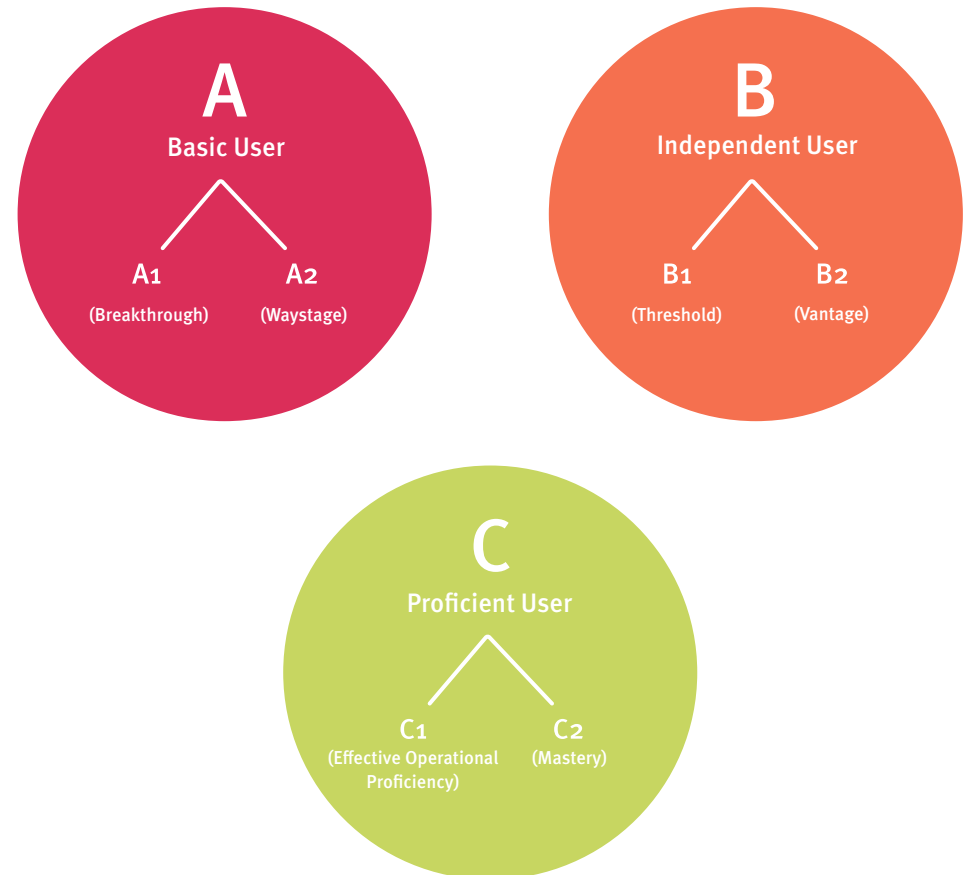 A
Basic User
A1
A2
(Breakthrough)
(Waystage)
B
Independent User
B1
B2
(Threshold)
(Vantage)
C
Proficient User
C1
C2
(Effective Operational
Proficiency)
(Mastery)